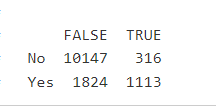 FALSE TRUE
No 10147 316
Yes 1824 1113